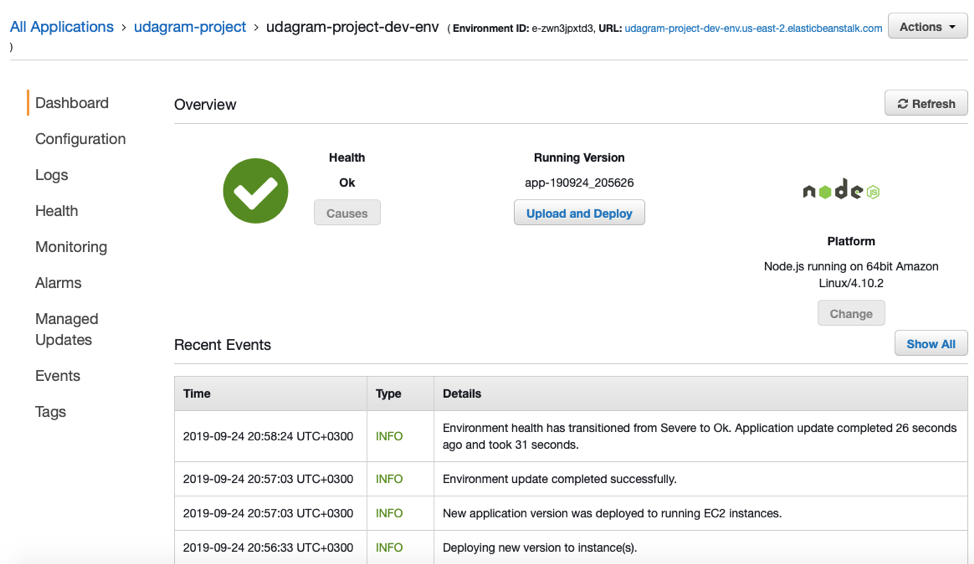 All Applications › udagram-project › udagram-project-dev-env ( Environment ID: e-zwn3jpxtd3, URL: udagram-project-dev-env.us-east-2.elasticbeanstalk.com
)
Actions
Dashboard
Configuration
Logs
Health
Monitoring
Alarms
Managed
Updates
Events
Tags
Overview
Refresh
Health
Ok
Causes
Running Version
app-190924_205626
Upload and Deploy
node
JS
Platform
Node.js running on 64bit Amazon
Linux/4.10.2
Change
Recent Events
Show All
Time Type Details
2019-09-24 20:58:24 UTC+0300 INFO Environment health has transitioned from Severe to Ok. Application update completed 26 seconds
ago and took 31 seconds.
2019-09-24 20:57:03 UTC+0300 INFO Environment update completed successfully.
2019-09-24 20:57:03 UTC+0300 INFO New application version was deployed to running EC2 instances.
2019-09-24 20:56:33 UTC+0300 INFO Deploying new version to instance(s).